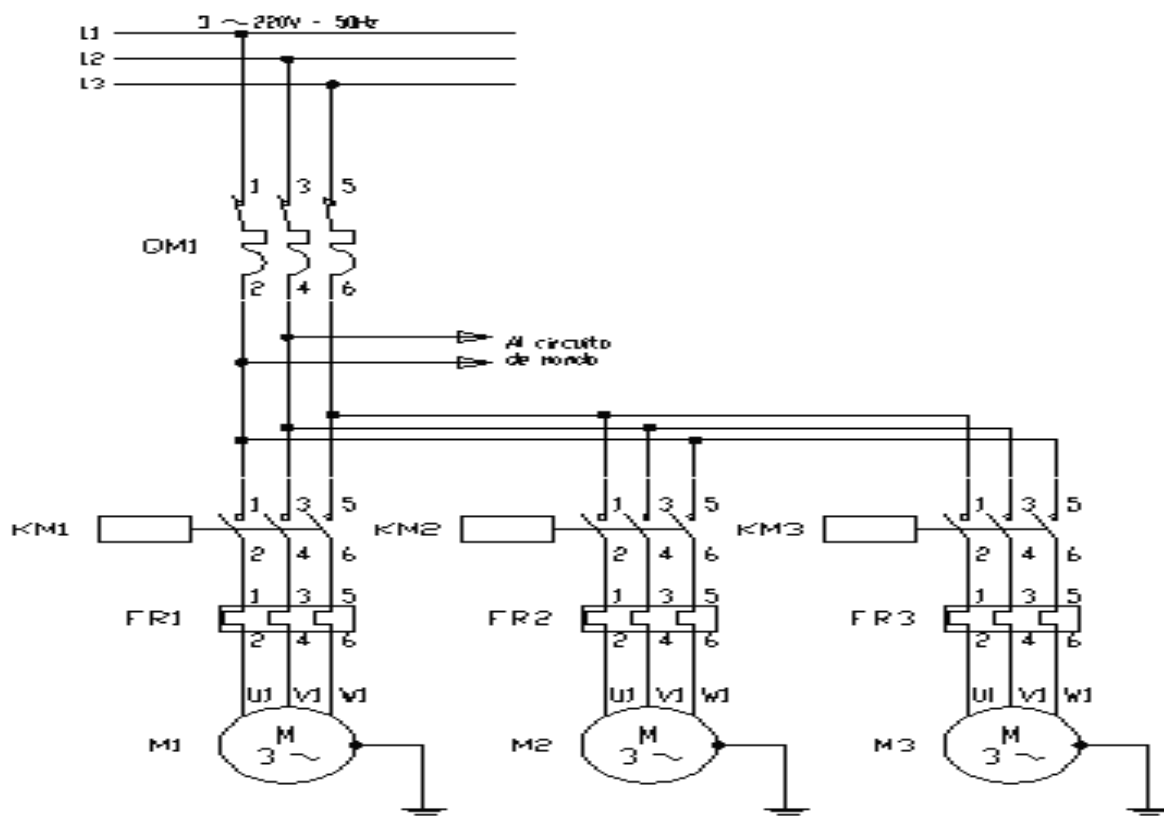 3 ~ 220V - 50Hz
L1
L2
L3
1 3 5
QM1
2 4 6
Al circuito
de mando
1 3 5 1 3 5 1 3 5
KM1 KM2 KM3
2 4 6 2 4 6 2 4 6
1 3 5 1 3 5 1 3 5
FR1 FR2 FR3
2 4 6 2 4 6 2 4 6
U1 V1 W1 U1 V1 W1 U1 V1 W1
M M M
M1 3 ~ M2 3 ~ M3 3 ~